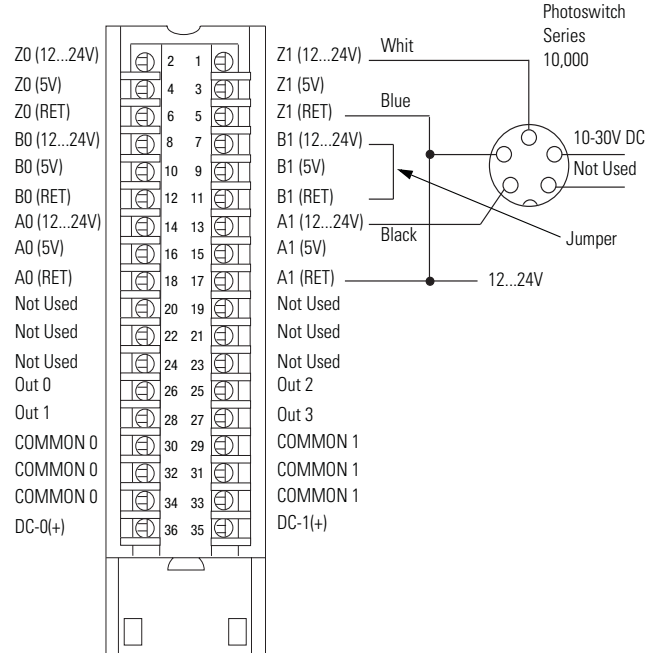 Photoswitch
Series
10,000
Z0 (12...24V) 2 1 Z1 (12...24V) Whit
Z0 (5V) 4 3 Z1 (5V)
Z0 (RET) 6 5 Z1 (RET) Blue
B0 (12...24V) 8 7 B1 (12...24V) 10-30V DC
B0 (5V) 10 9 B1 (5V) Not Used
B0 (RET) 12 11 B1 (RET)
A0 (12...24V) 14 13 A1 (12...24V) Black Jumper
A0 (5V) 16 15 A1 (5V)
A0 (RET) 18 17 A1 (RET) 12...24V
Not Used 20 19 Not Used
Not Used 22 21 Not Used
Not Used 24 23 Not Used
Out 0 26 25 Out 2
Out 1 28 27 Out 3
COMMON 0 30 29 COMMON 1
COMMON 0 32 31 COMMON 1
COMMON 0 34 33 COMMON 1
DC-0(+) 36 35 DC-1(+)